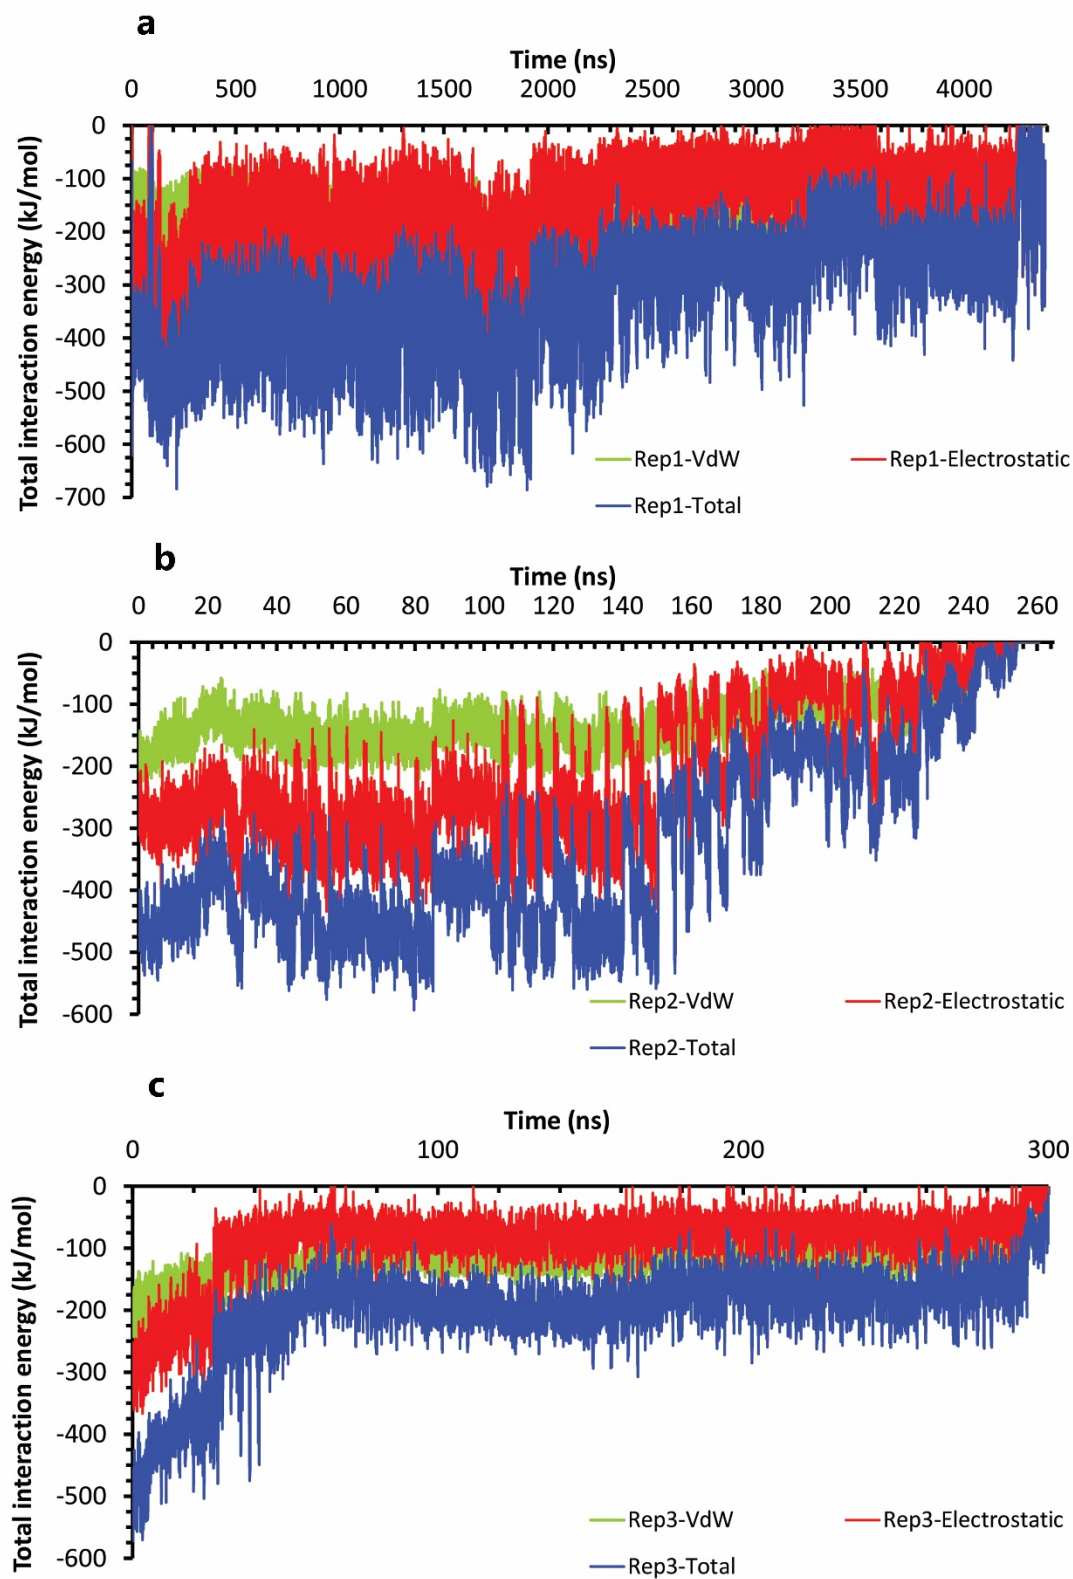 a
Time (ns)
0 500 1000 1500 2000 2500 3000 3500 4000
Total interaction energy (kJ/mol)
0
-100
-200
-300
-400
-500
-600
-700
Rep1-VdW Rep1-Electrostatic
Rep1-Total
b
Time (ns)
0 20 40 60 80 100 120 140 160 180 200 220 240 260
Total interaction energy (kJ/mol)
0
-100
-200
-300
-400
-500
-600
Rep2-VdW Rep2-Electrostatic
Rep2-Total
c
Time (ns)
0 100 200 300
Total interaction energy (kJ/mol)
0
-100
-200
-300
-400
-500
-600
Rep3-VdW Rep3-Electrostatic
Rep3-Total